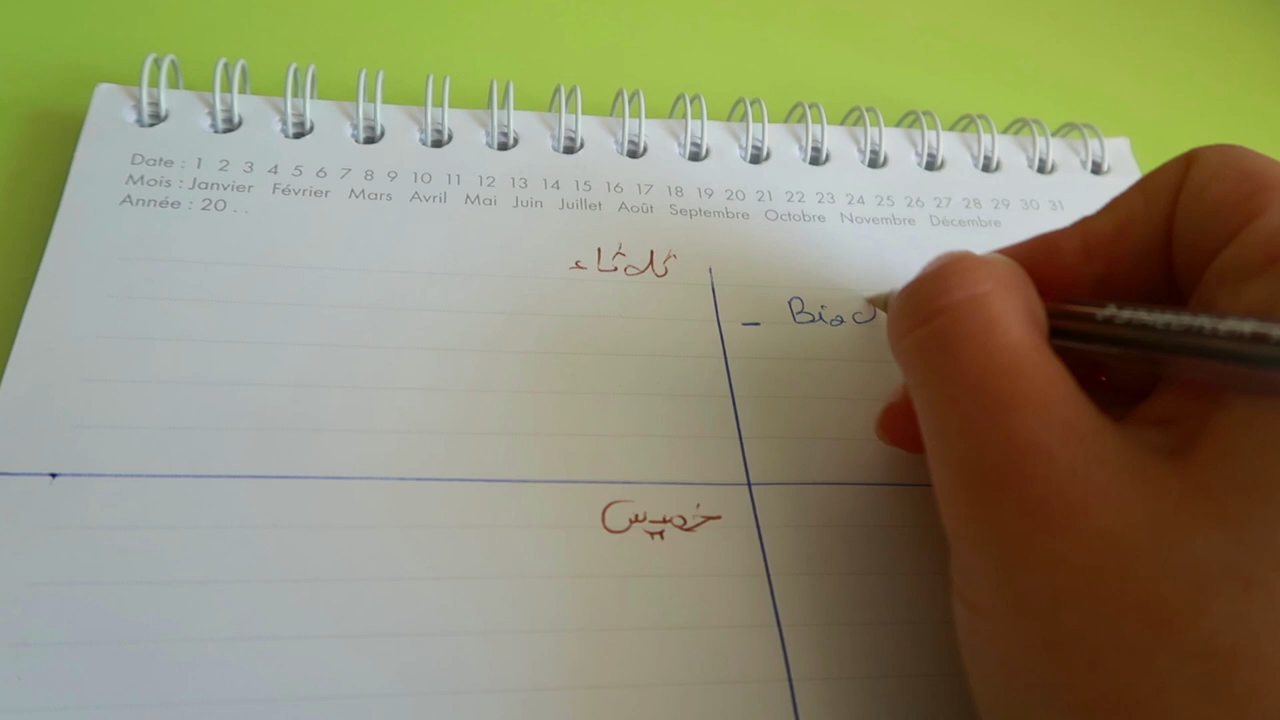 Date : 1 2 3 4 5 6 7 8 9 10 11 12 13 14 15 16 17 18 19 20 21 22 23 24 25 26 27 28 29 30 31
Mois : Janvier Février Mars Avril Mai Juin Juillet Août Septembre Octobre Novembre Décembre
Année : 20 . .
ثلاثاء
- Bioc
خميس